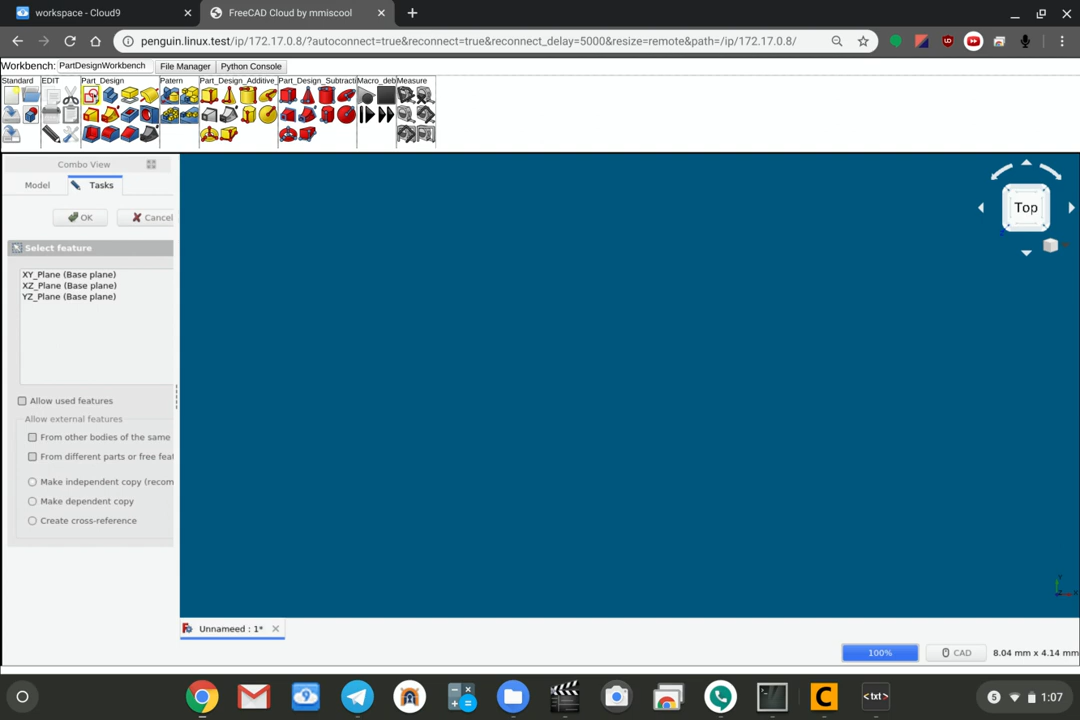 workspace - Cloud9
FreeCAD Cloud by mmiscool
penguin.linux.test/ip/172.17.0.8/?autoconnect=true&reconnect=true&reconnect_delay=5000&resize=remote&path=/ip/172.17.0.8/
Workbench: PartDesignWorkbench File Manager Python Console
Standard EDIT Part_Design Patern Part_Design_Additive Part_Design_Subtracti Macro_deb Measure
Combo View
Model Tasks
OK Cancel
Select feature
XY_Plane (Base plane)
XZ_Plane (Base plane)
YZ_Plane (Base plane)
Allow used features
Allow external features
From other bodies of the same
From different parts or free feat
Make independent copy (recom
Make dependent copy
Create cross-reference
Top
Unnameed : 1*
100% CAD 8.04 mm x 4.14 mm
C <txt> 5 1:07